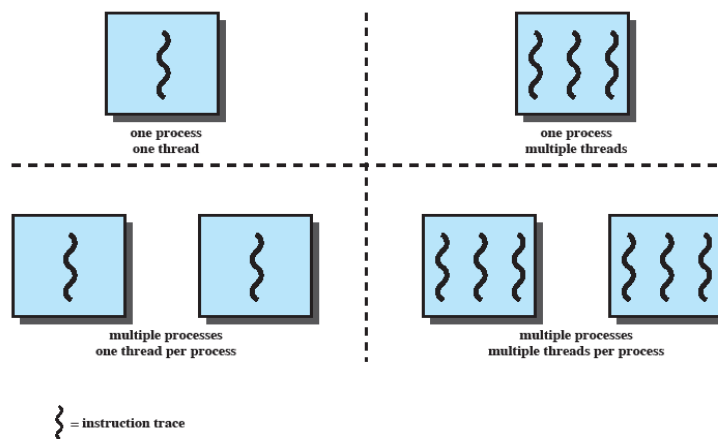 one process
one thread
one process
multiple threads
multiple processes
one thread per process
multiple processes
multiple threads per process
= instruction trace